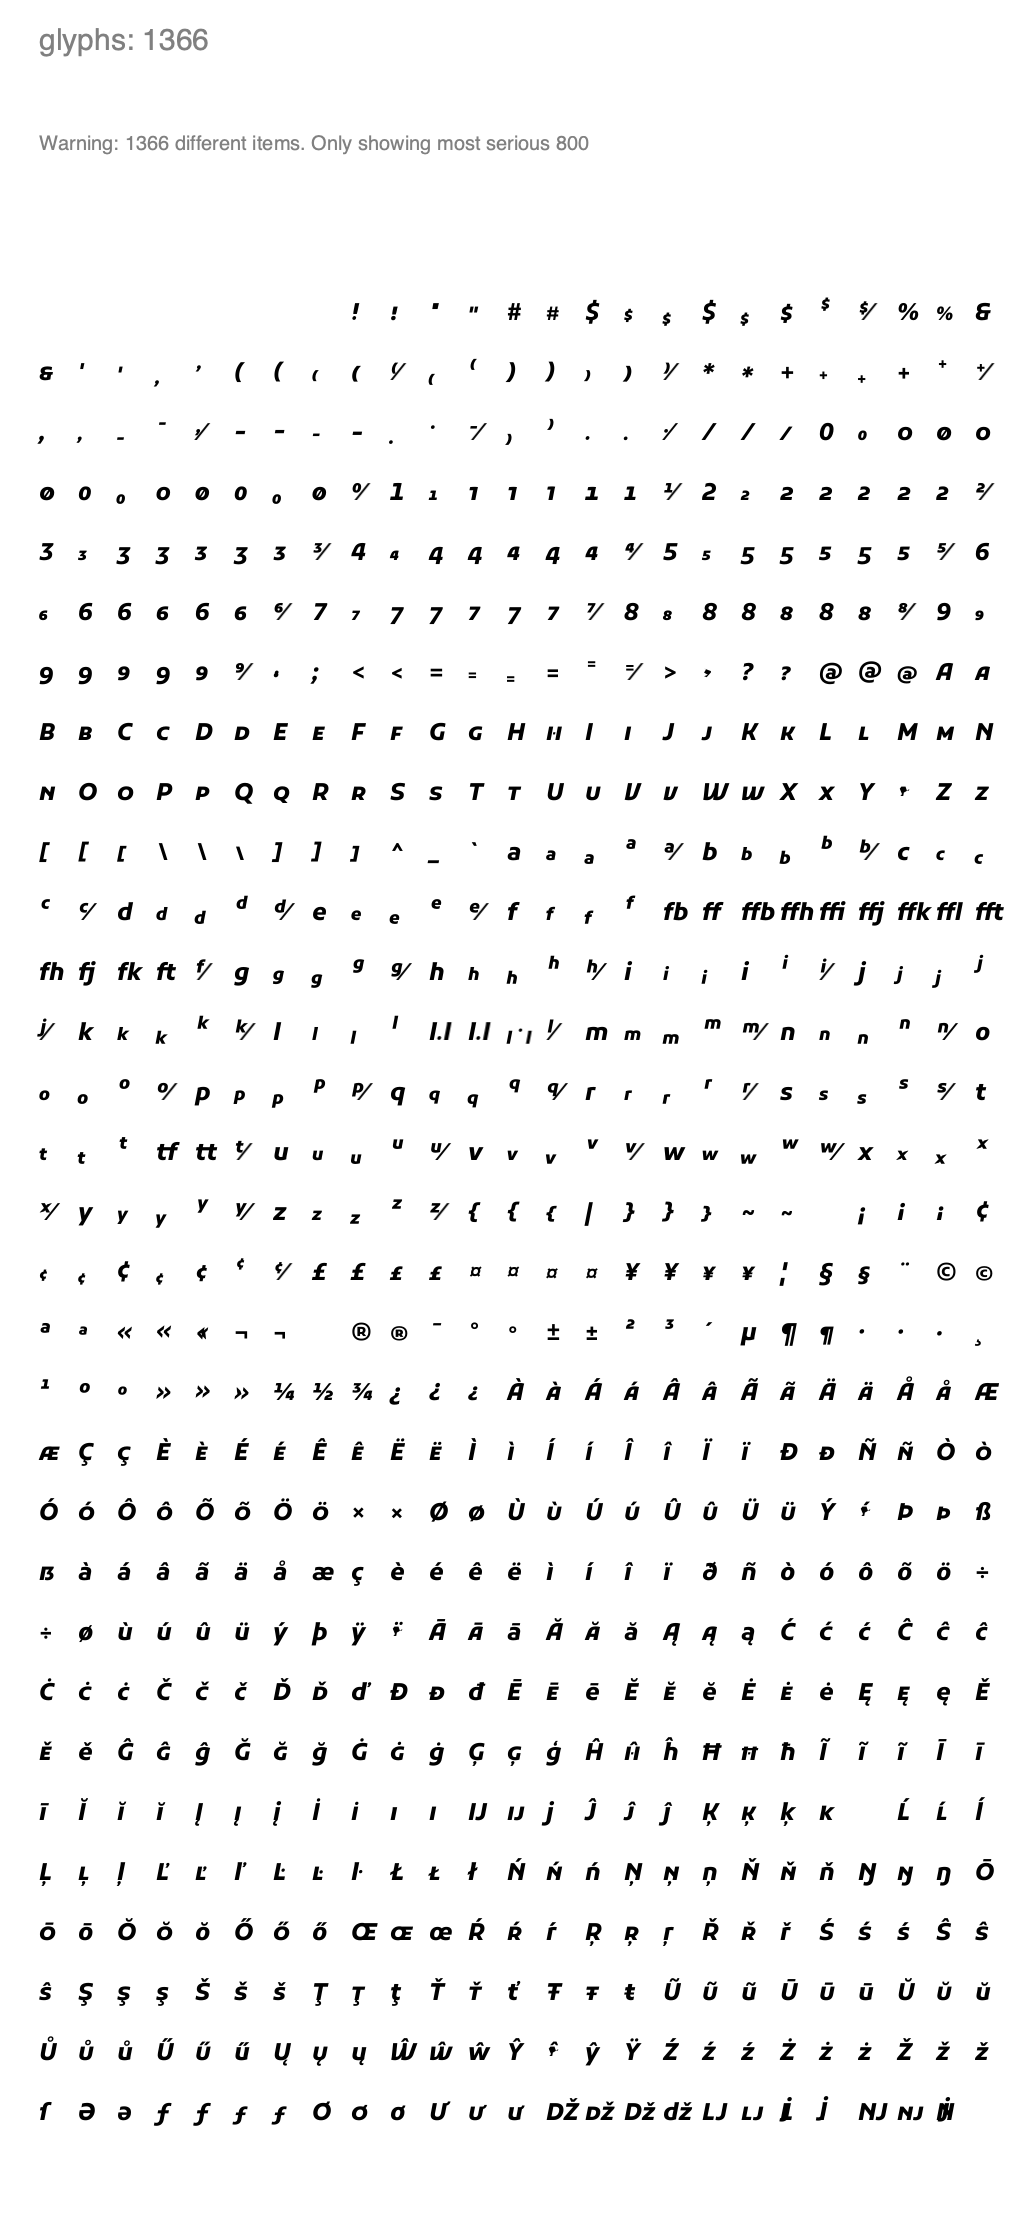 glyphs: 1366
Warning: 1366 different items. Only showing most serious 800
! ! " # # $ $ $ $ $ $ $ $⁄ % % &
& ' ' , ’ ( ( ( ( (⁄ ( ( ) ) ) ) )⁄ * * + + + + + +⁄
, , - - ,⁄ - - - - . . -⁄ ) ) . . .⁄ / / / 0 0 0 0 0
0 0 0 0 0 0 0 0 0⁄ 1 1 1 1 1 1 1 1⁄ 2 2 2 2 2 2 2 2⁄
3 3 3 3 3 3 3 3⁄ 4 4 4 4 4 4 4 4⁄ 5 5 5 5 5 5 5 5⁄ 6
6 6 6 6 6 6 6⁄ 7 7 7 7 7 7 7 7⁄ 8 8 8 8 8 8 8 8⁄ 9 9
9 9 9 9 9 9⁄ ; < < = = = = = =⁄ > ? ? @ @ @ A A
B B C C D D E E F F G G H H I I J J K K L L M M N
N O O P P Q Q R R S S T T U U V V W W X X Y Z Z
[ [ [ \ \ \ ] ] ] ^ _ ` a a a a a⁄ b b b b b⁄ c c c
c c⁄ d d d d d⁄ e e e e e⁄ f f f f fb ff ffb ffh ffi ffj ffk ffl fft
fh fj fk ft f⁄ g g g g g⁄ h h h h h⁄ i i i i i i⁄ j j j j
j⁄ k k k k k⁄ l l l l l.l l.l l·l l⁄ m m m m m⁄ n n n n n⁄ o
o o o o⁄ p p p p p⁄ q q q q q⁄ r r r r r⁄ s s s s s⁄ t
t t t tf tt t⁄ u u u u u⁄ v v v v v⁄ w w w w w⁄ x x x x
x⁄ y y y y y⁄ z z z z z⁄ { { { | } } } ~ ~ ¡ ¡ ¡ ¢
¢ ¢ ¢ ¢ ¢ ¢ ¢⁄ £ £ £ £ ¤ ¤ ¤ ¤ ¥ ¥ ¥ ¥ ¦ § § ¨ © ©
ª ª « « « ¬ ¬ ® ® ¯ ° ° ± ± ² ³ ´ µ ¶ ¶ · · · ¸
¹ º º » » » ¼ ½ ¾ ¿ ¿ ¿ À À Á Á Â Â Ã Ã Ä Ä Å Å Æ
Æ Ç Ç È È É É Ê Ê Ë Ë Ì Ì Í Í Î Î Ï Ï Ð Ð Ñ Ñ Ò Ò
Ó Ó Ô Ô Õ Õ Ö Ö × × Ø Ø Ù Ù Ú Ú Û Û Ü Ü Ý Þ Þ ß
ß à á â ã ä å æ ç è é ê ë ì í î ï ð ñ ò ó ô õ ö ÷
÷ ø ù ú û ü ý þ ÿ Ā Ā ā Ă Ă ă Ą Ą ą Ć Ć ć Ĉ Ĉ ĉ
Ċ Ċ ċ Č Č č Ď Ď ď Đ Đ đ Ē Ē ē Ĕ Ĕ ĕ Ė Ė ė Ę Ę ę Ě
Ě ě Ĝ Ĝ ĝ Ğ Ğ ğ Ġ Ġ ġ Ģ Ģ ģ Ĥ Ĥ ĥ Ħ Ħ ħ Ĩ Ĩ ĩ Ī Ī
ī Ĭ Ĭ ĭ Į Į į İ i ı ı IJ IJ j Ĵ Ĵ ĵ Ķ Ķ ķ ĸ Ĺ Ĺ ĺ
Ļ Ļ ļ Ľ Ľ ľ Ŀ Ŀ ŀ Ł Ł ł Ń Ń ń Ņ Ņ ņ Ň Ň ň Ŋ Ŋ ŋ Ō
Ō ō Ŏ Ŏ ŏ Ő Ő ő Œ Œ œ Ŕ Ŕ ŕ Ŗ Ŗ ŗ Ř Ř ř Ś Ś ś Ŝ Ŝ
ŝ Ş Ş ş Š Š š Ţ Ţ ţ Ť Ť ť Ŧ Ŧ ŧ Ũ Ũ ũ Ū Ū ū Ŭ Ŭ ŭ
Ů Ů ů Ű Ű ű Ų Ų ų Ŵ Ŵ ŵ Ŷ ŷ Ÿ Ź Ź ź Ż Ż ż Ž Ž ž
ſ Ə ə ƒ ƒ ƒ ƒ Ơ Ơ ơ Ư Ư ư DŽ DŽ Dž dž LJ LJ NJ NJ